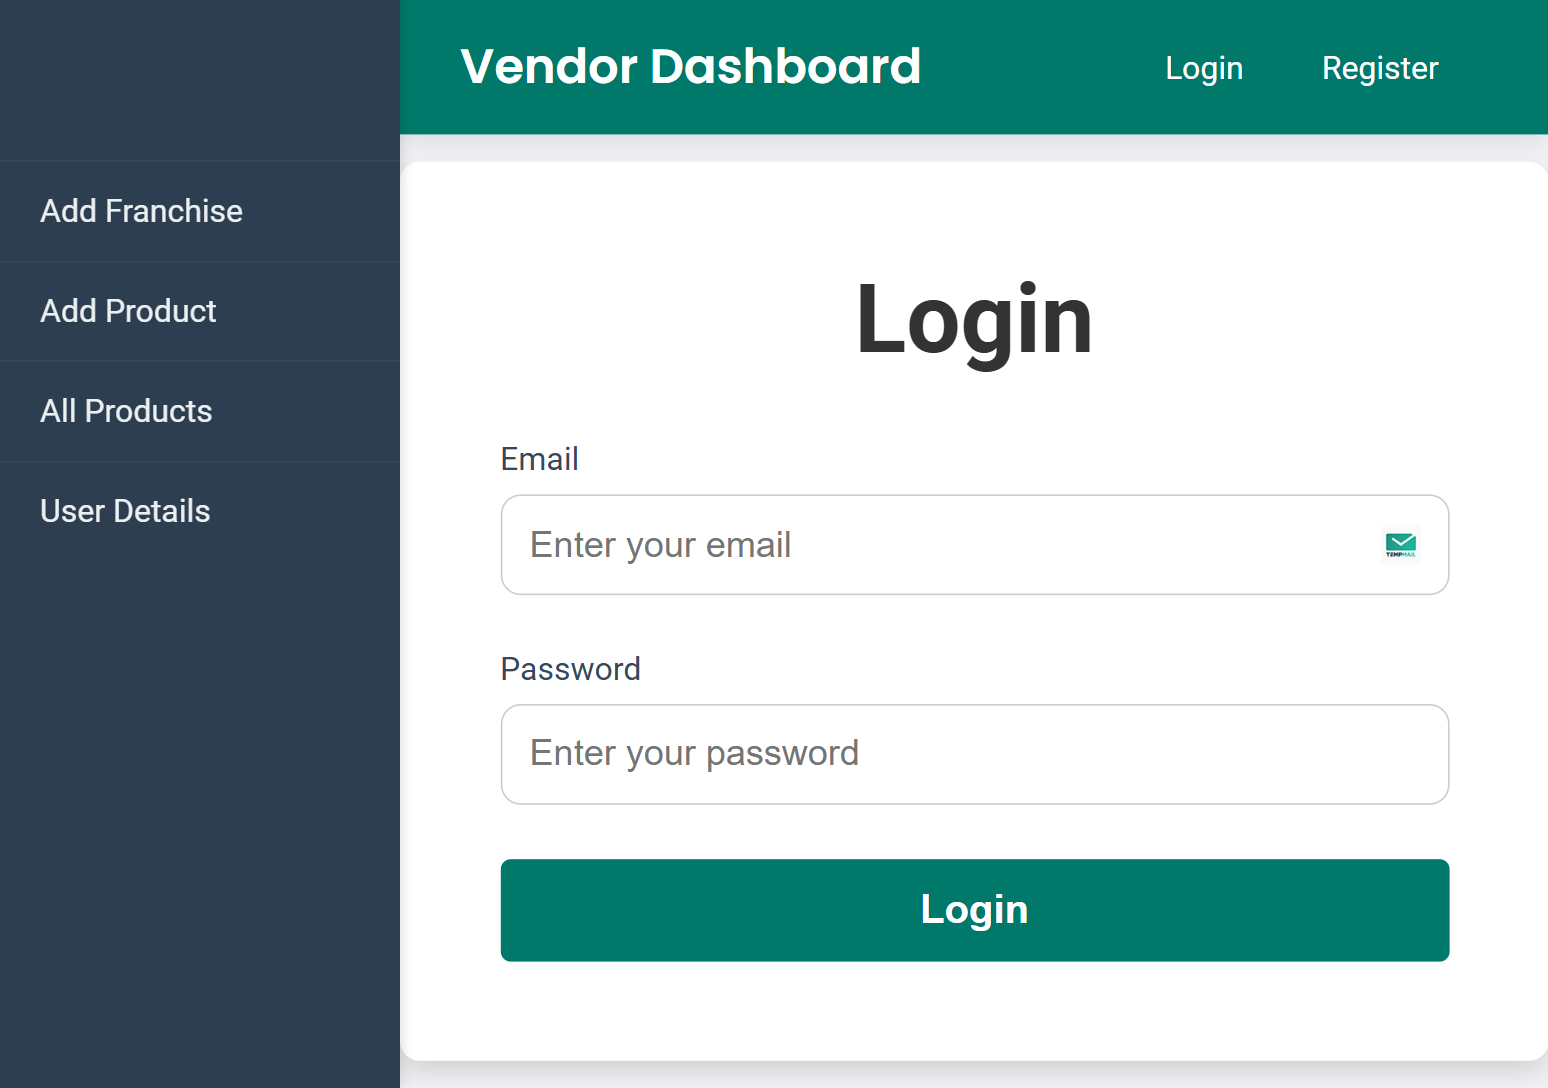 Vendor Dashboard
Login
Register
Add Franchise
Add Product
All Products
User Details
Login
Email
Enter your email
TEMPMAIL
Password
Enter your password
Login